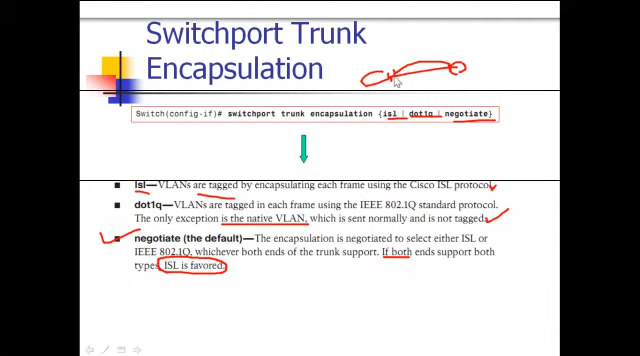 Switchport Trunk
Encapsulation
Switch(config-if)# switchport trunk encapsulation {isl | dot1q | negotiate}
Isl—VLANs are tagged by encapsulating each frame using the Cisco ISL protocol.
dot1q—VLANs are tagged in each frame using the IEEE 802.1Q standard protocol.
The only exception is the native VLAN, which is sent normally and is not tagged.
negotiate (the default)—The encapsulation is negotiated to select either ISL or
IEEE 802.1Q, whichever both ends of the trunk support. If both ends support both
types, ISL is favored.